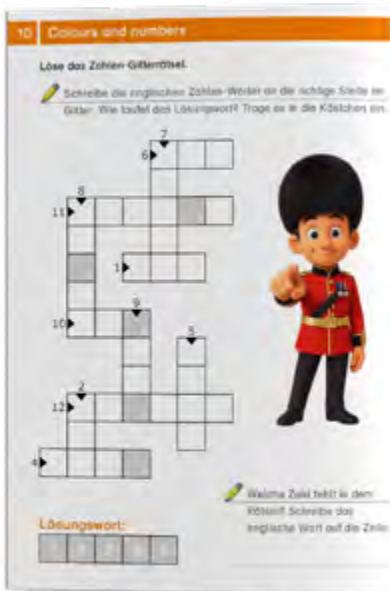 10 Colours and numbers
Löse das Zahlen-Gitterrätsel.
Schreibe die englischen Zahlen-Wörter an die richtige Stelle im
Gitter. Wie lautet das Lösungswort? Trage es in die Kästchen ein.
7
6
8
11
1
9
10
5
2
12
4
Welche Zahl fehlt in dem
Rätsel? Schreibe das
englische Wort auf die Zeile.
Lösungswort: